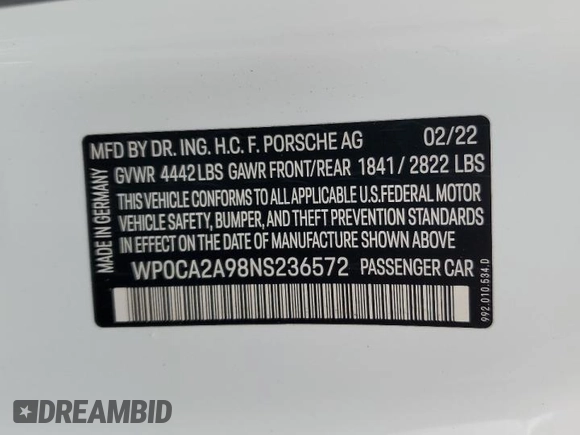 MFD BY DR. ING. H.C. F. PORSCHE AG 02/22
GVWR 4442LBS GAWR FRONT/REAR 1841 / 2822 LBS
THIS VEHICLE CONFORMS TO ALL APPLICABLE U.S.FEDERAL MOTOR
VEHICLE SAFETY, BUMPER, AND THEFT PREVENTION STANDARDS
IN EFFECT ON THE DATE OF MANUFACTURE SHOWN ABOVE
WP0CA2A98NS236572 PASSENGER CAR
MADE IN GERMANY
992.010.534.D
DREAMBID